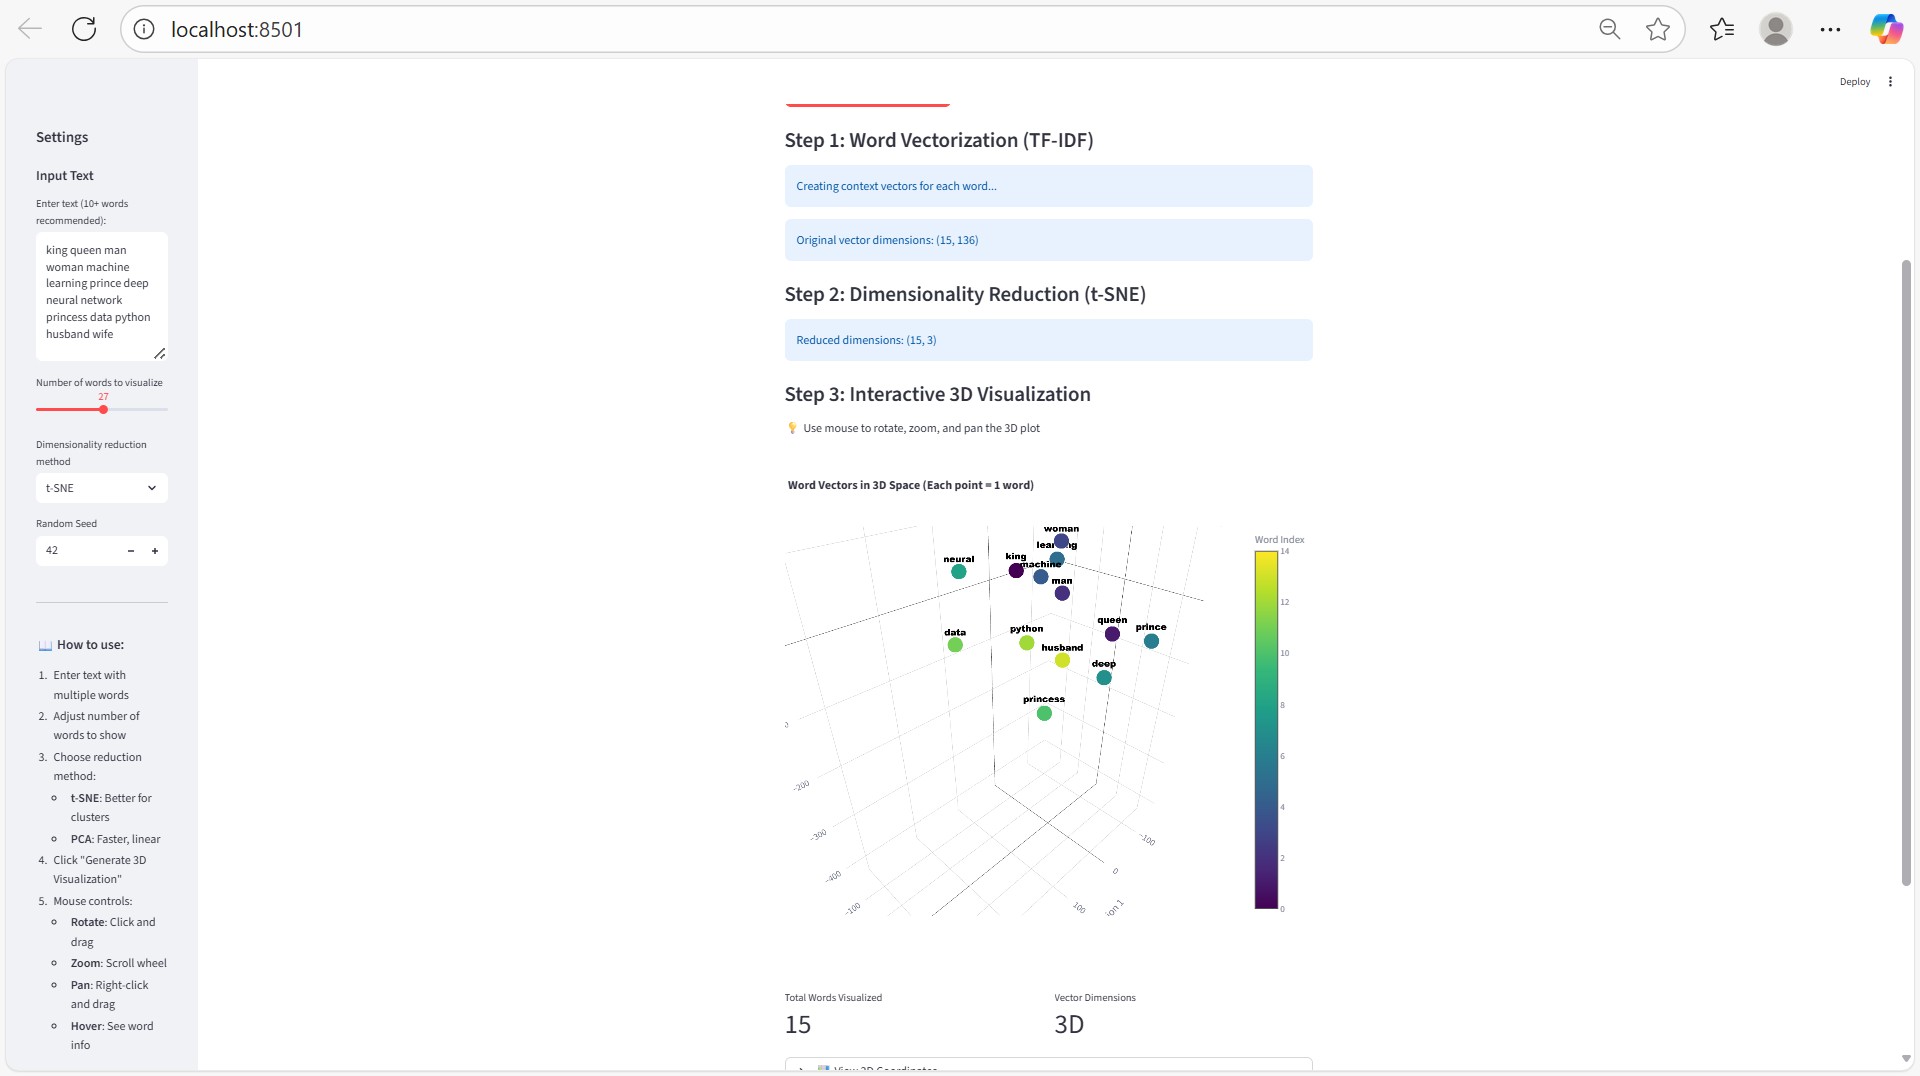 localhost:8501
Deploy
Settings
Input Text
Enter text (10+ words
recommended):
king queen man
woman machine
learning prince deep
neural network
princess data python
husband wife
Number of words to visualize
27
Dimensionality reduction
method
t-SNE
Random Seed
42
How to use:
1. Enter text with
multiple words
2. Adjust number of
words to show
3. Choose reduction
method:
t-SNE: Better for
clusters
PCA: Faster, linear
4. Click "Generate 3D
Visualization"
5. Mouse controls:
Rotate: Click and
drag
Zoom: Scroll wheel
Pan: Right-click
and drag
Hover: See word
info
Step 1: Word Vectorization (TF-IDF)
Creating context vectors for each word...
Original vector dimensions: (15, 136)
Step 2: Dimensionality Reduction (t-SNE)
Reduced dimensions: (15, 3)
Step 3: Interactive 3D Visualization
Use mouse to rotate, zoom, and pan the 3D plot
Word Vectors in 3D Space (Each point = 1 word)
woman
neural
king
machine
man
data
python
husband
queen
prince
deep
princess
0
−200
−300
−400
−100
100
0
−100
Word Index
14
12
10
8
6
4
2
0
Total Words Visualized
15
Vector Dimensions
3D